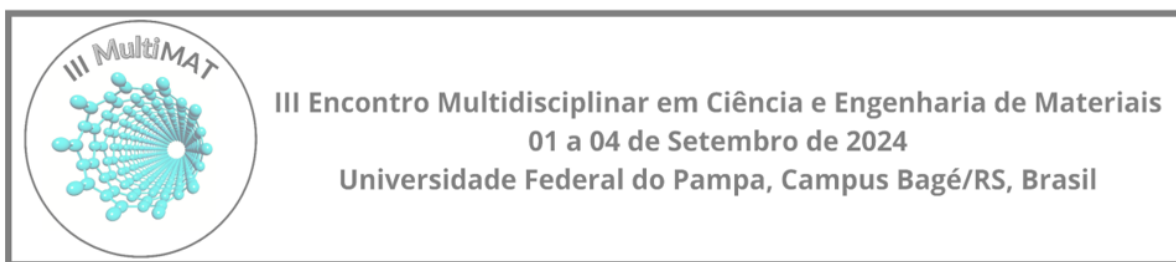 III MultiMAT
III Encontro Multidisciplinar em Ciência e Engenharia de Materiais
01 a 04 de Setembro de 2024
Universidade Federal do Pampa, Campus Bagé/RS, Brasil